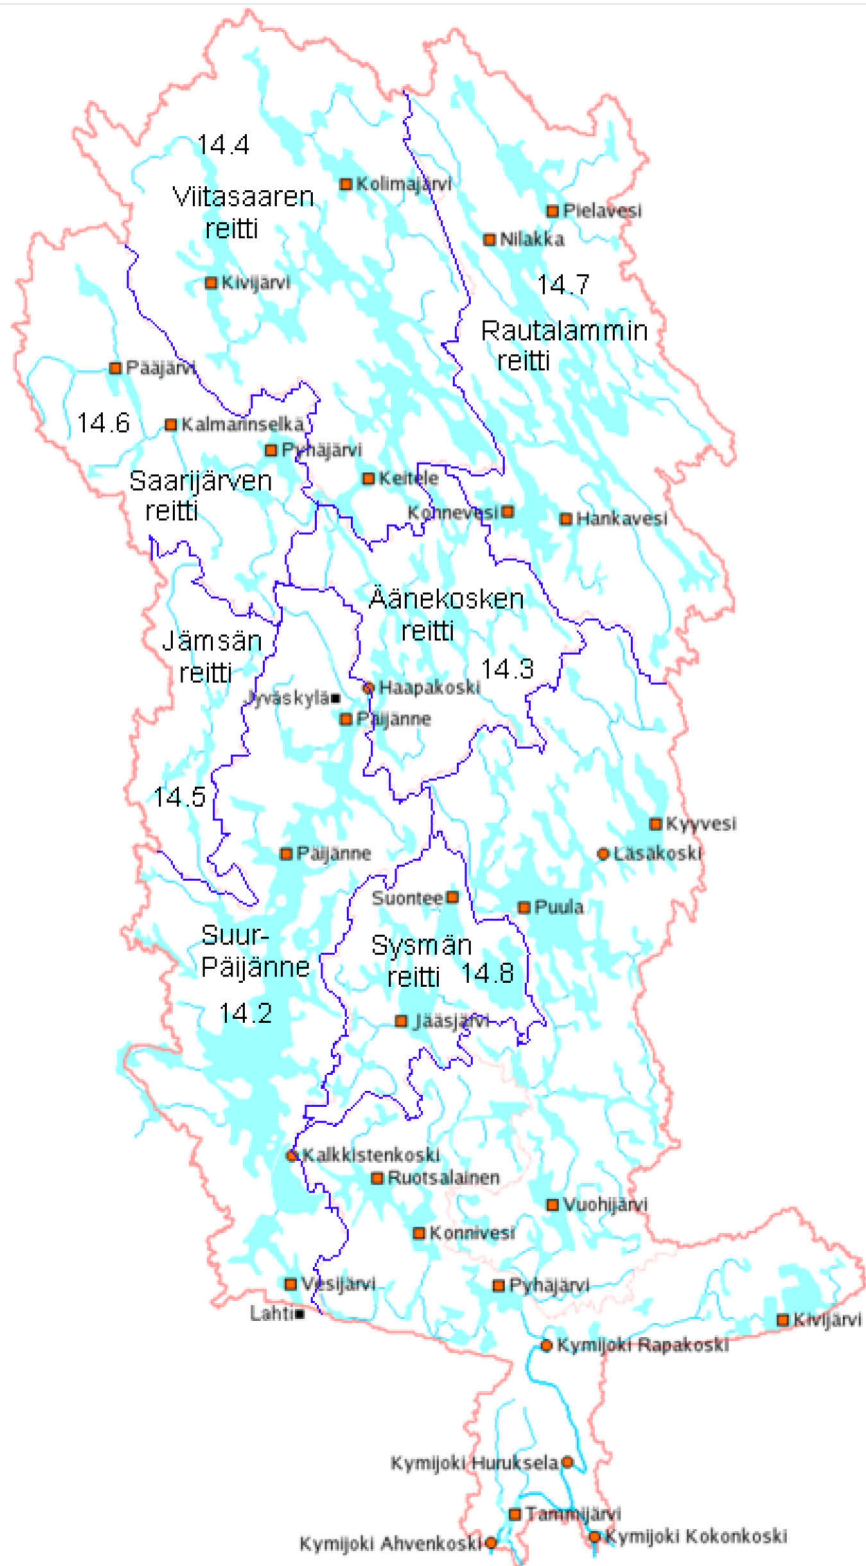 14.4
Viitasaaren
reitti
Kolimajärvi
Pielavesi
Nilakka
Kivijärvi
14.7
Rautalammin
reitti
Pääjärvi
14.6
Kalmarinselkä
Pyhäjärvi
Saarijärven
reitti
Keitele
Konnevesi
Hankavesi
Äänekosken
reitti
14.3
Jämsän
reitti
Haapakoski
Jyväskylä
Päijänne
14.5
Kyyvesi
Päijänne
Läsäkoski
Suontee
Puula
Suur-
Päijänne
14.2
Sysmän
reitti 14.8
Jääsjärvi
Kalkkistenkoski
Ruotsalainen
Vuohijärvi
Konnivesi
Vesijärvi
Pyhäjärvi
Lahti
Kivijärvi
Kymijoki Rapakoski
Kymijoki Huruksela
Tammijärvi
Kymijoki Ahvenkoski
Kymijoki Kokonkoski